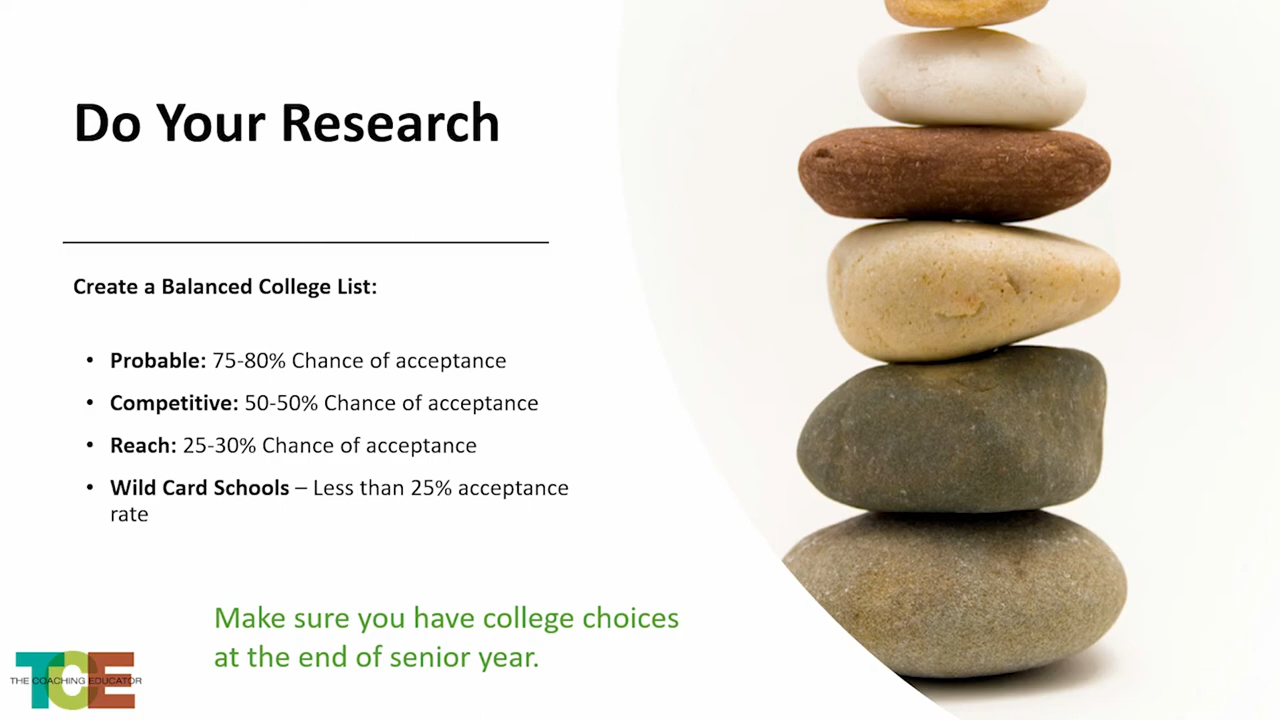 Do Your Research
Create a Balanced College List:
• Probable: 75-80% Chance of acceptance
• Competitive: 50-50% Chance of acceptance
• Reach: 25-30% Chance of acceptance
• Wild Card Schools – Less than 25% acceptance
rate
Make sure you have college choices
at the end of senior year.
TCE
THE COACHING EDUCATOR